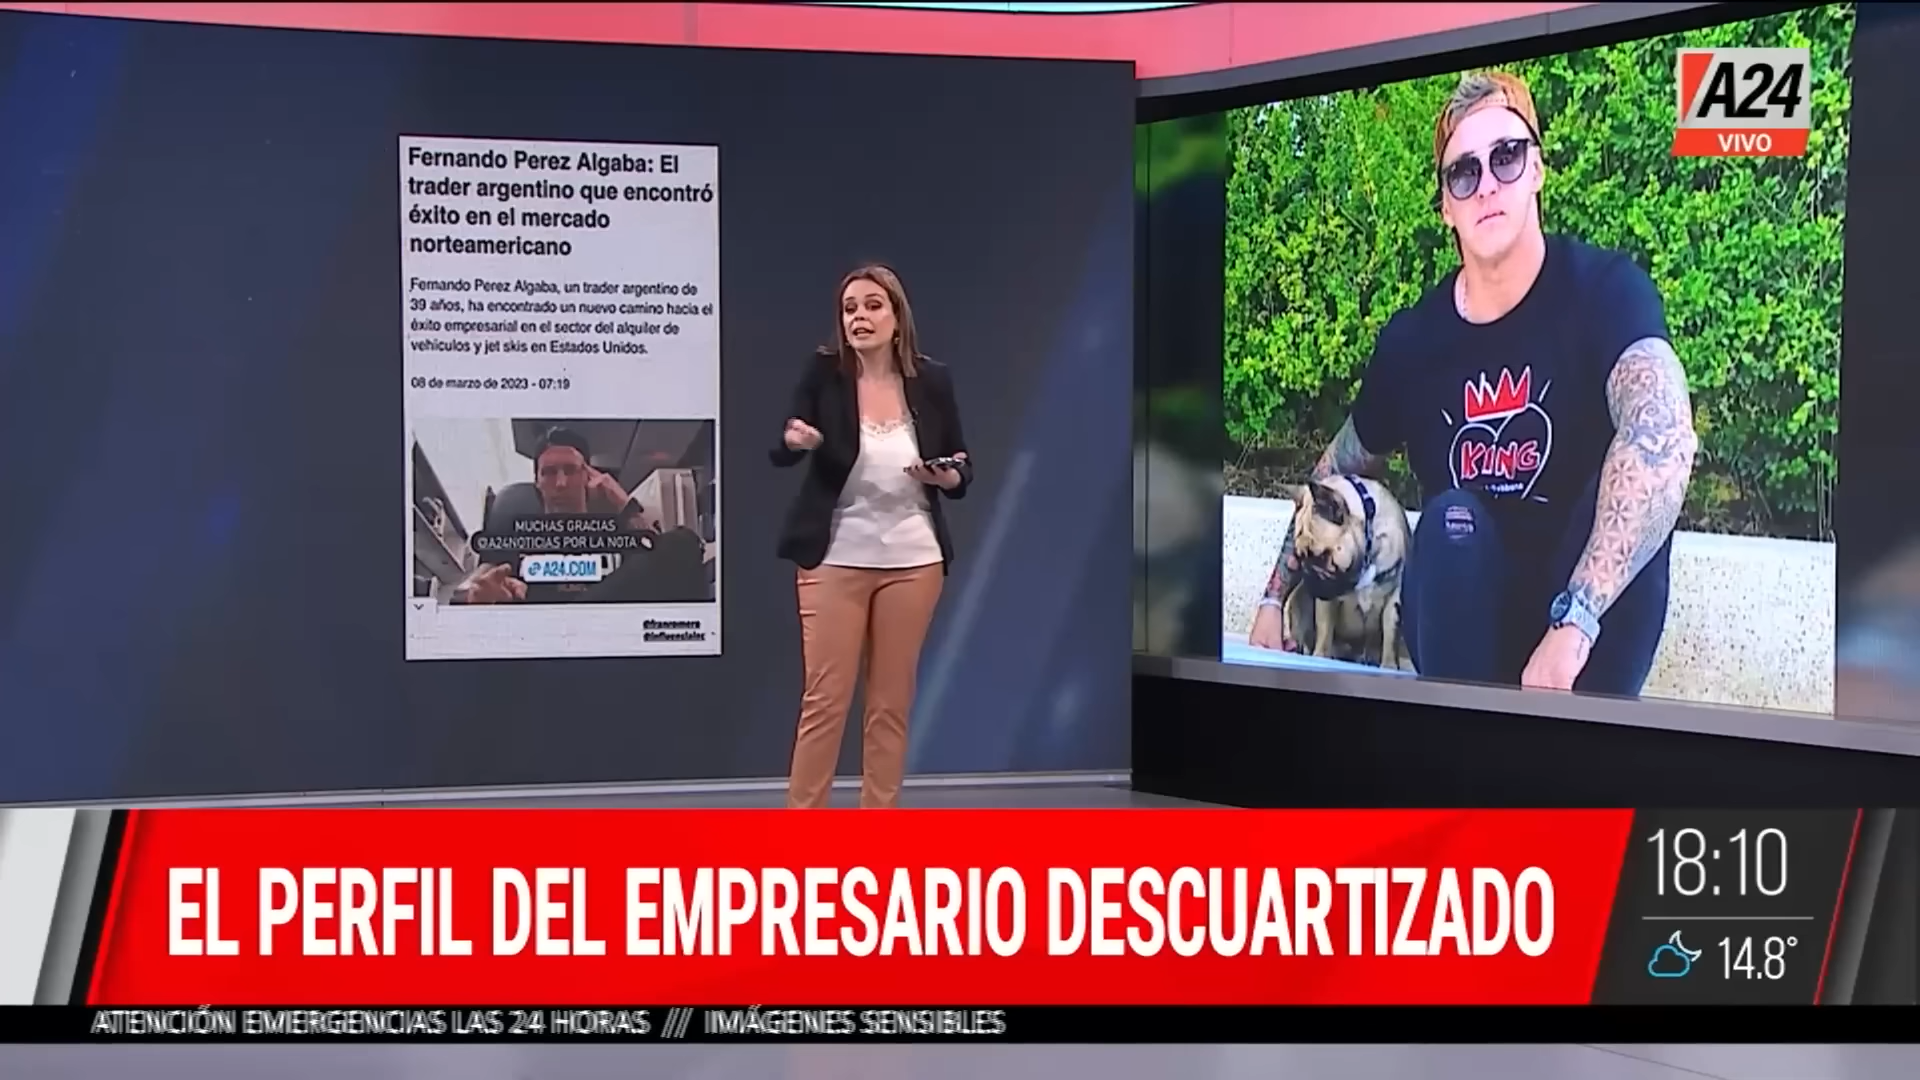 Fernando Perez Algaba: El
trader argentino que encontró
éxito en el mercado
norteamericano
Fernando Perez Algaba, un trader argentino de
39 años, ha encontrado un nuevo camino hacia el
éxito empresarial en el sector del alquiler de
vehículos y jet skis en Estados Unidos.
08 de marzo de 2023 - 07:19
MUCHAS GRACIAS
@A24NOTICIAS POR LA NOTA
A24.COM
@franromero
@influencialec
A24
VIVO
KING
EL PERFIL DEL EMPRESARIO DESCUARTIZADO
18:10
14.8°
ATENCIÓN EMERGENCIAS LAS 24 HORAS /// IMÁGENES SENSIBLES